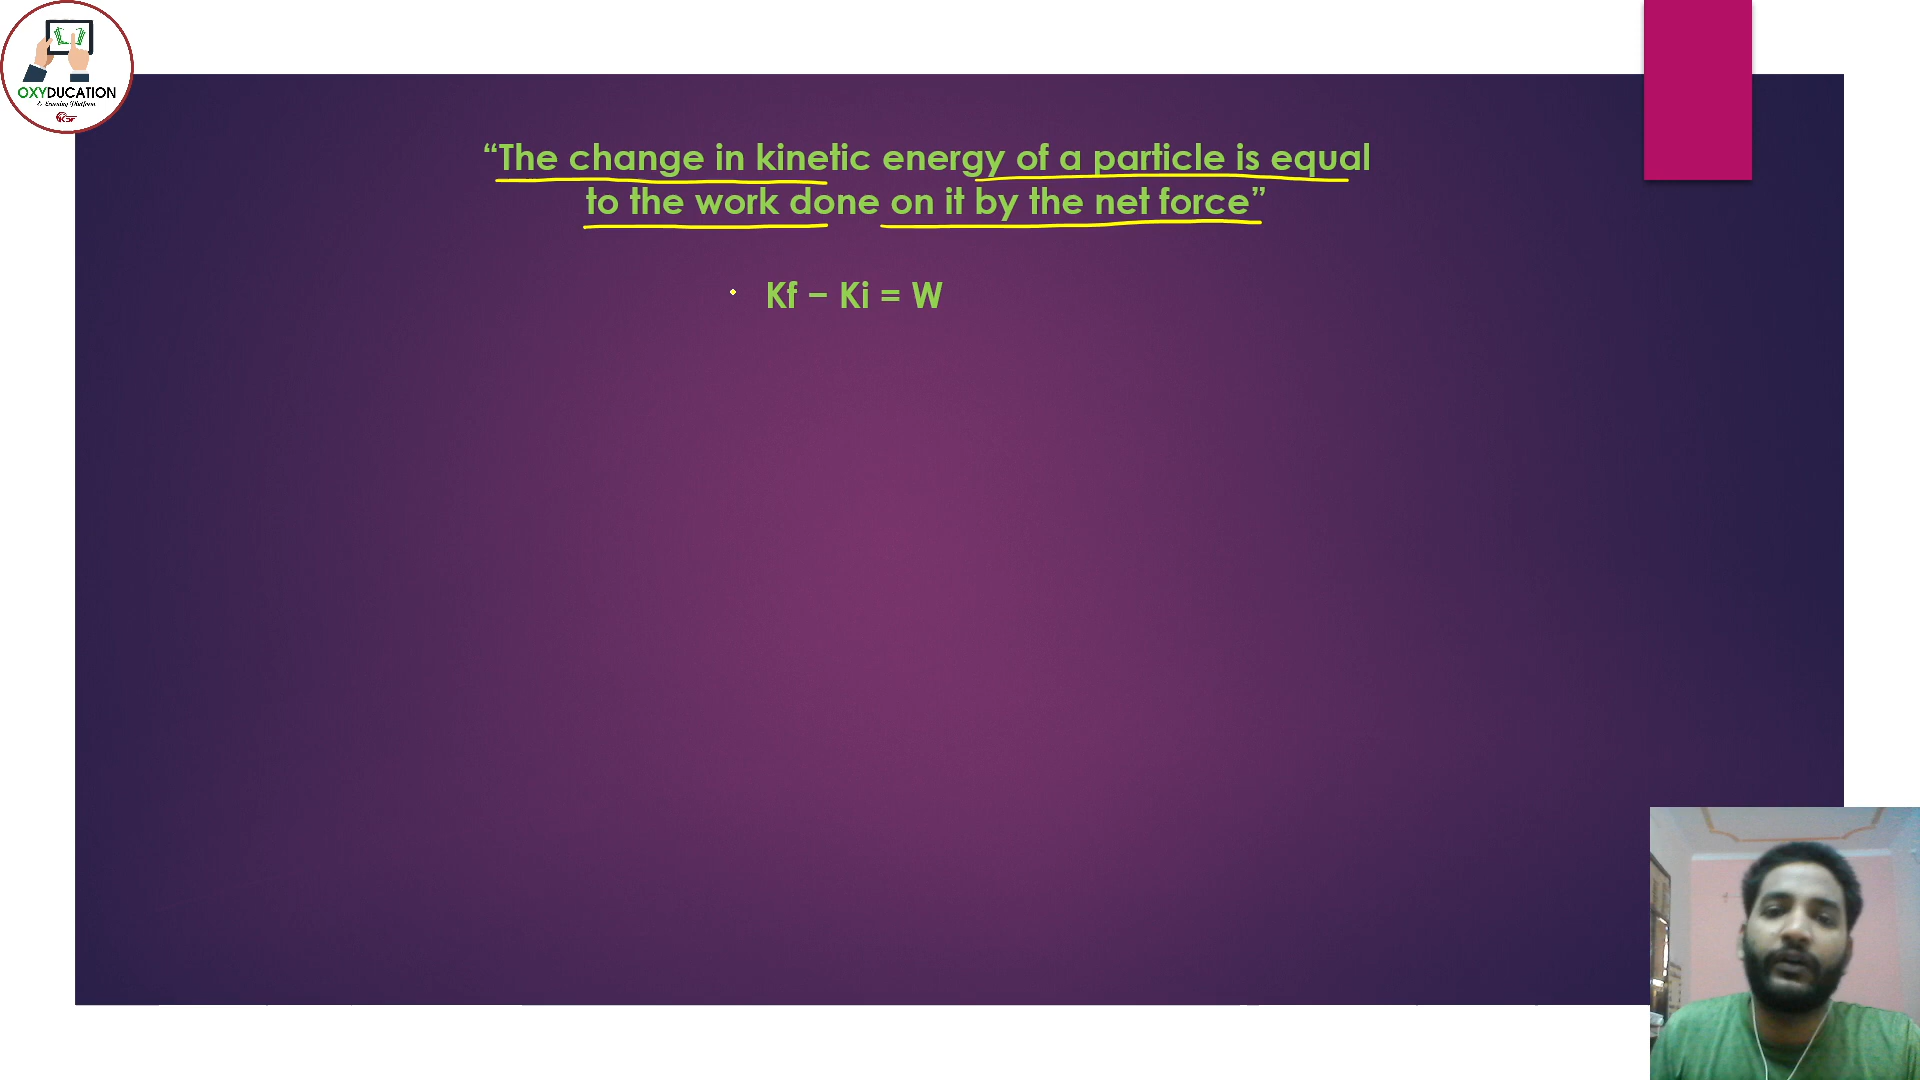 OXYDUCATION
“The change in kinetic energy of a particle is equal
to the work done on it by the net force”
Kf – Ki = W